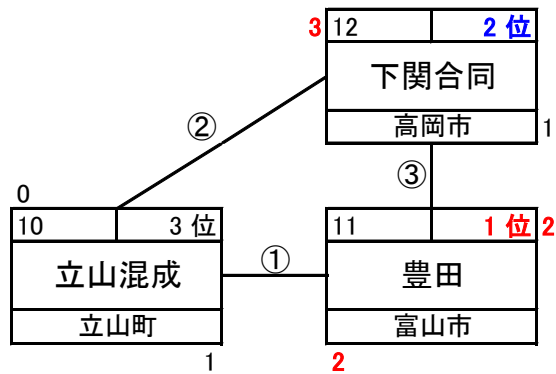 3 12 2 位
下関合同
高岡市 1
②
③
0
10 3 位
立山混成
立山町
1
①
11 1 位 2
豊田
富山市
2